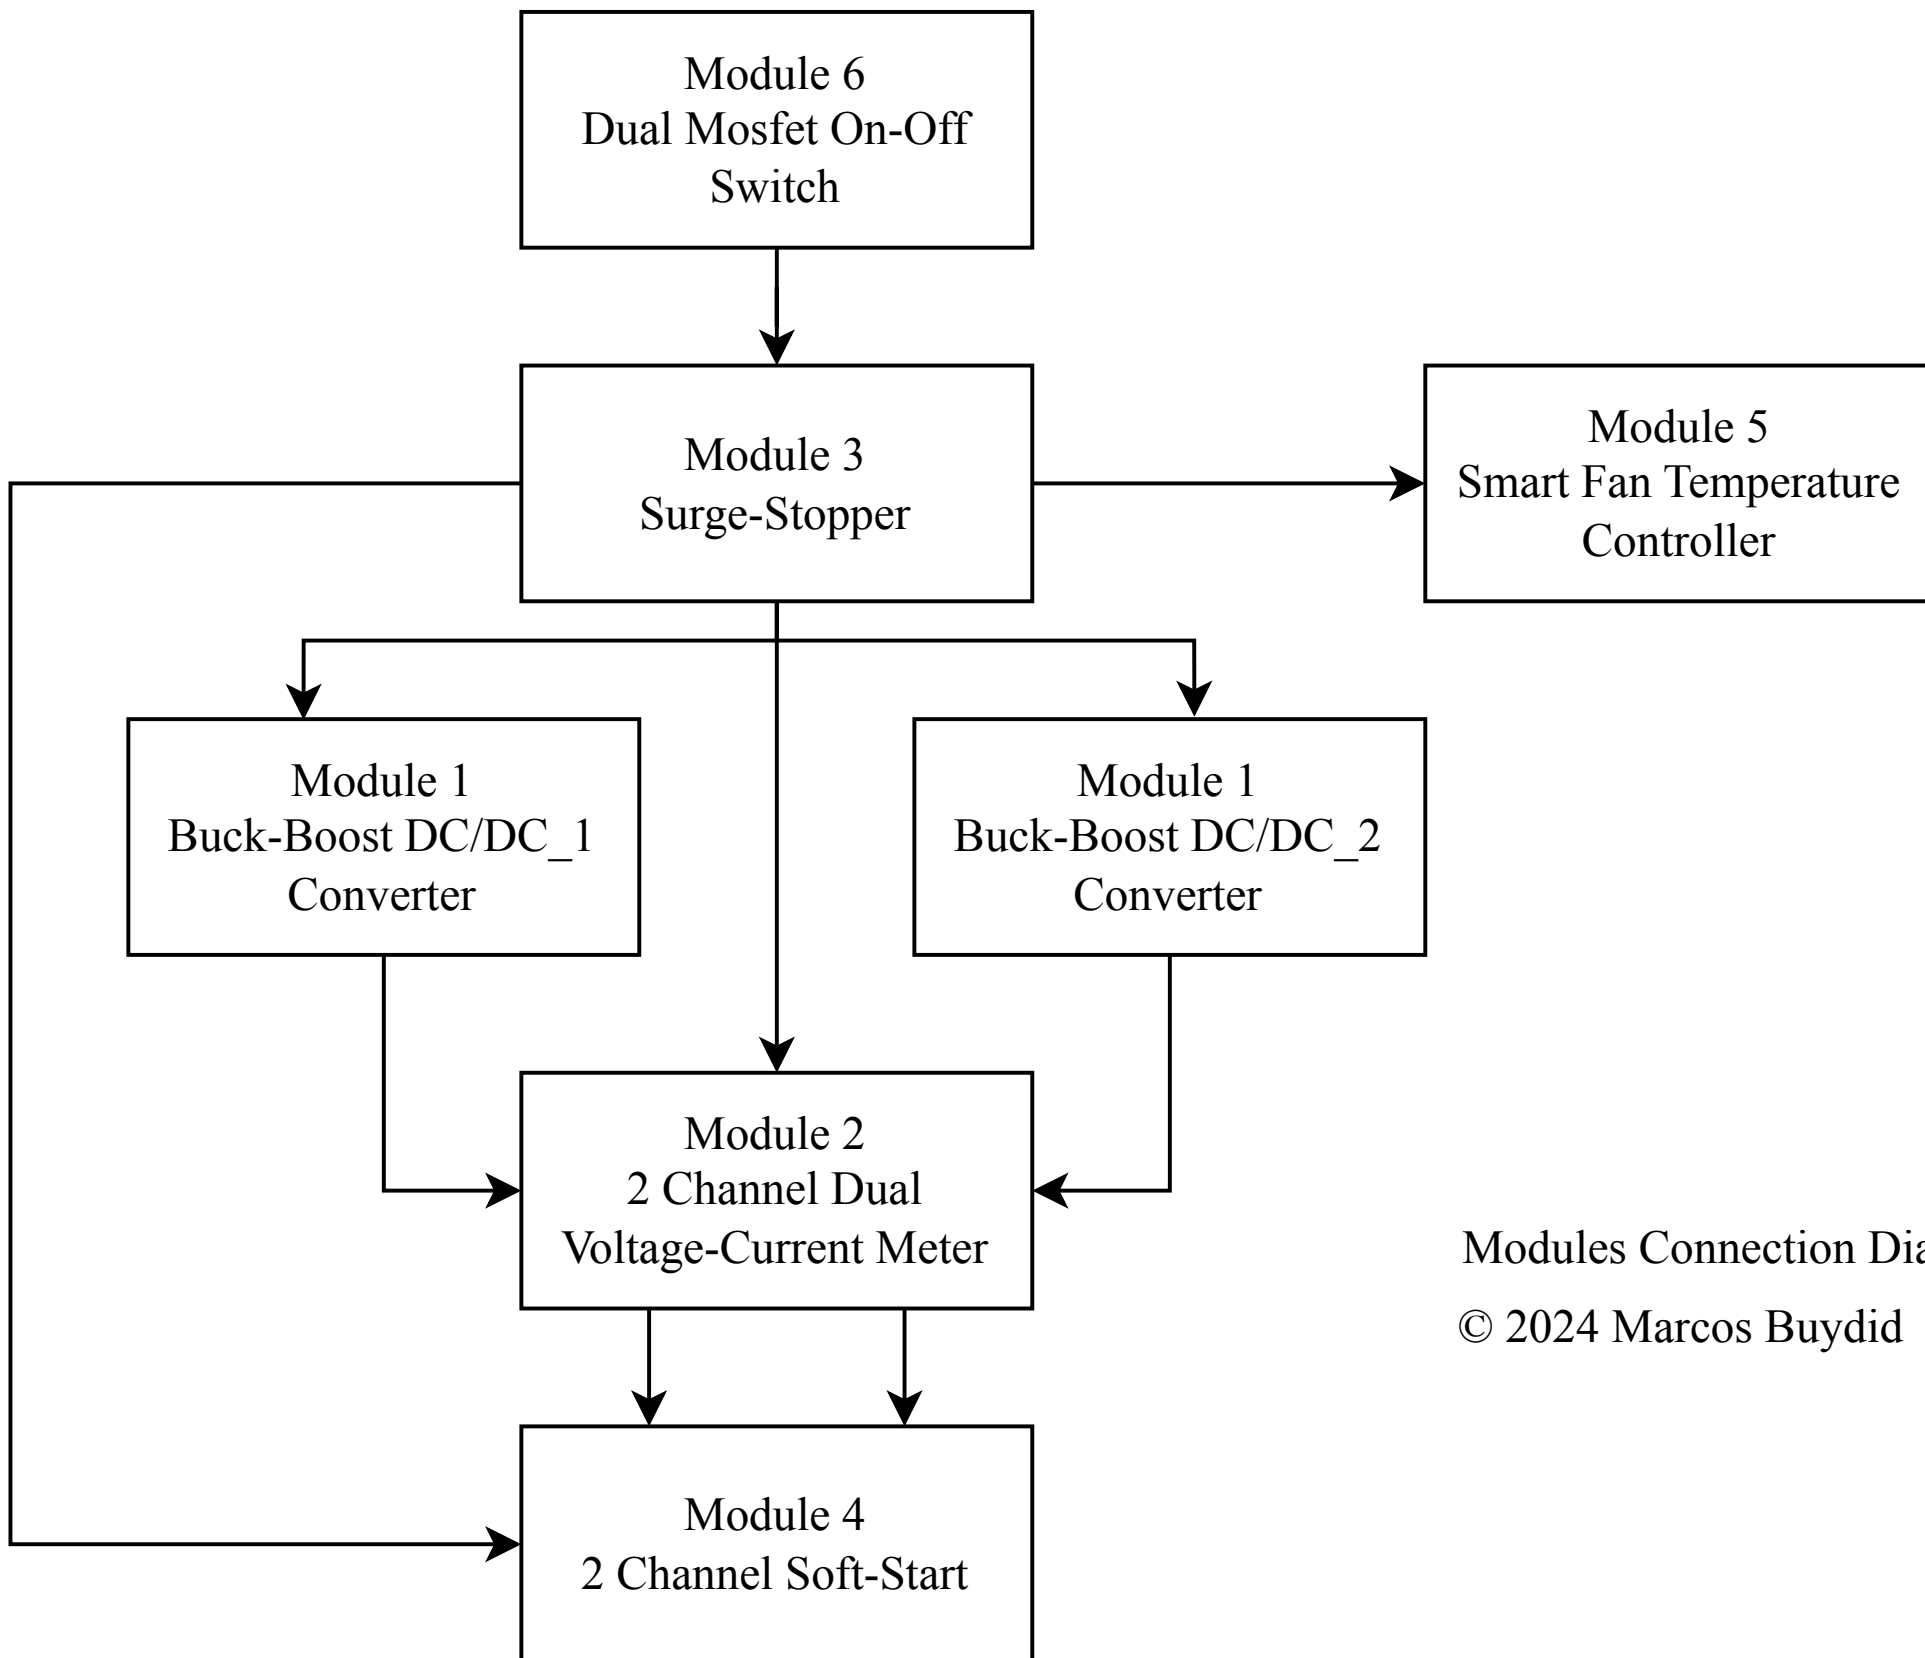 Module 6
Dual Mosfet On-Off
Switch
Module 3
Surge-Stopper
Module 5
Smart Fan Temperature
Controller
Module 1
Buck-Boost DC/DC_1
Converter
Module 1
Buck-Boost DC/DC_2
Converter
Module 2
2 Channel Dual
Voltage-Current Meter
Modules Connection
© 2024 Marcos Buydid
Module 4
2 Channel Soft-Start